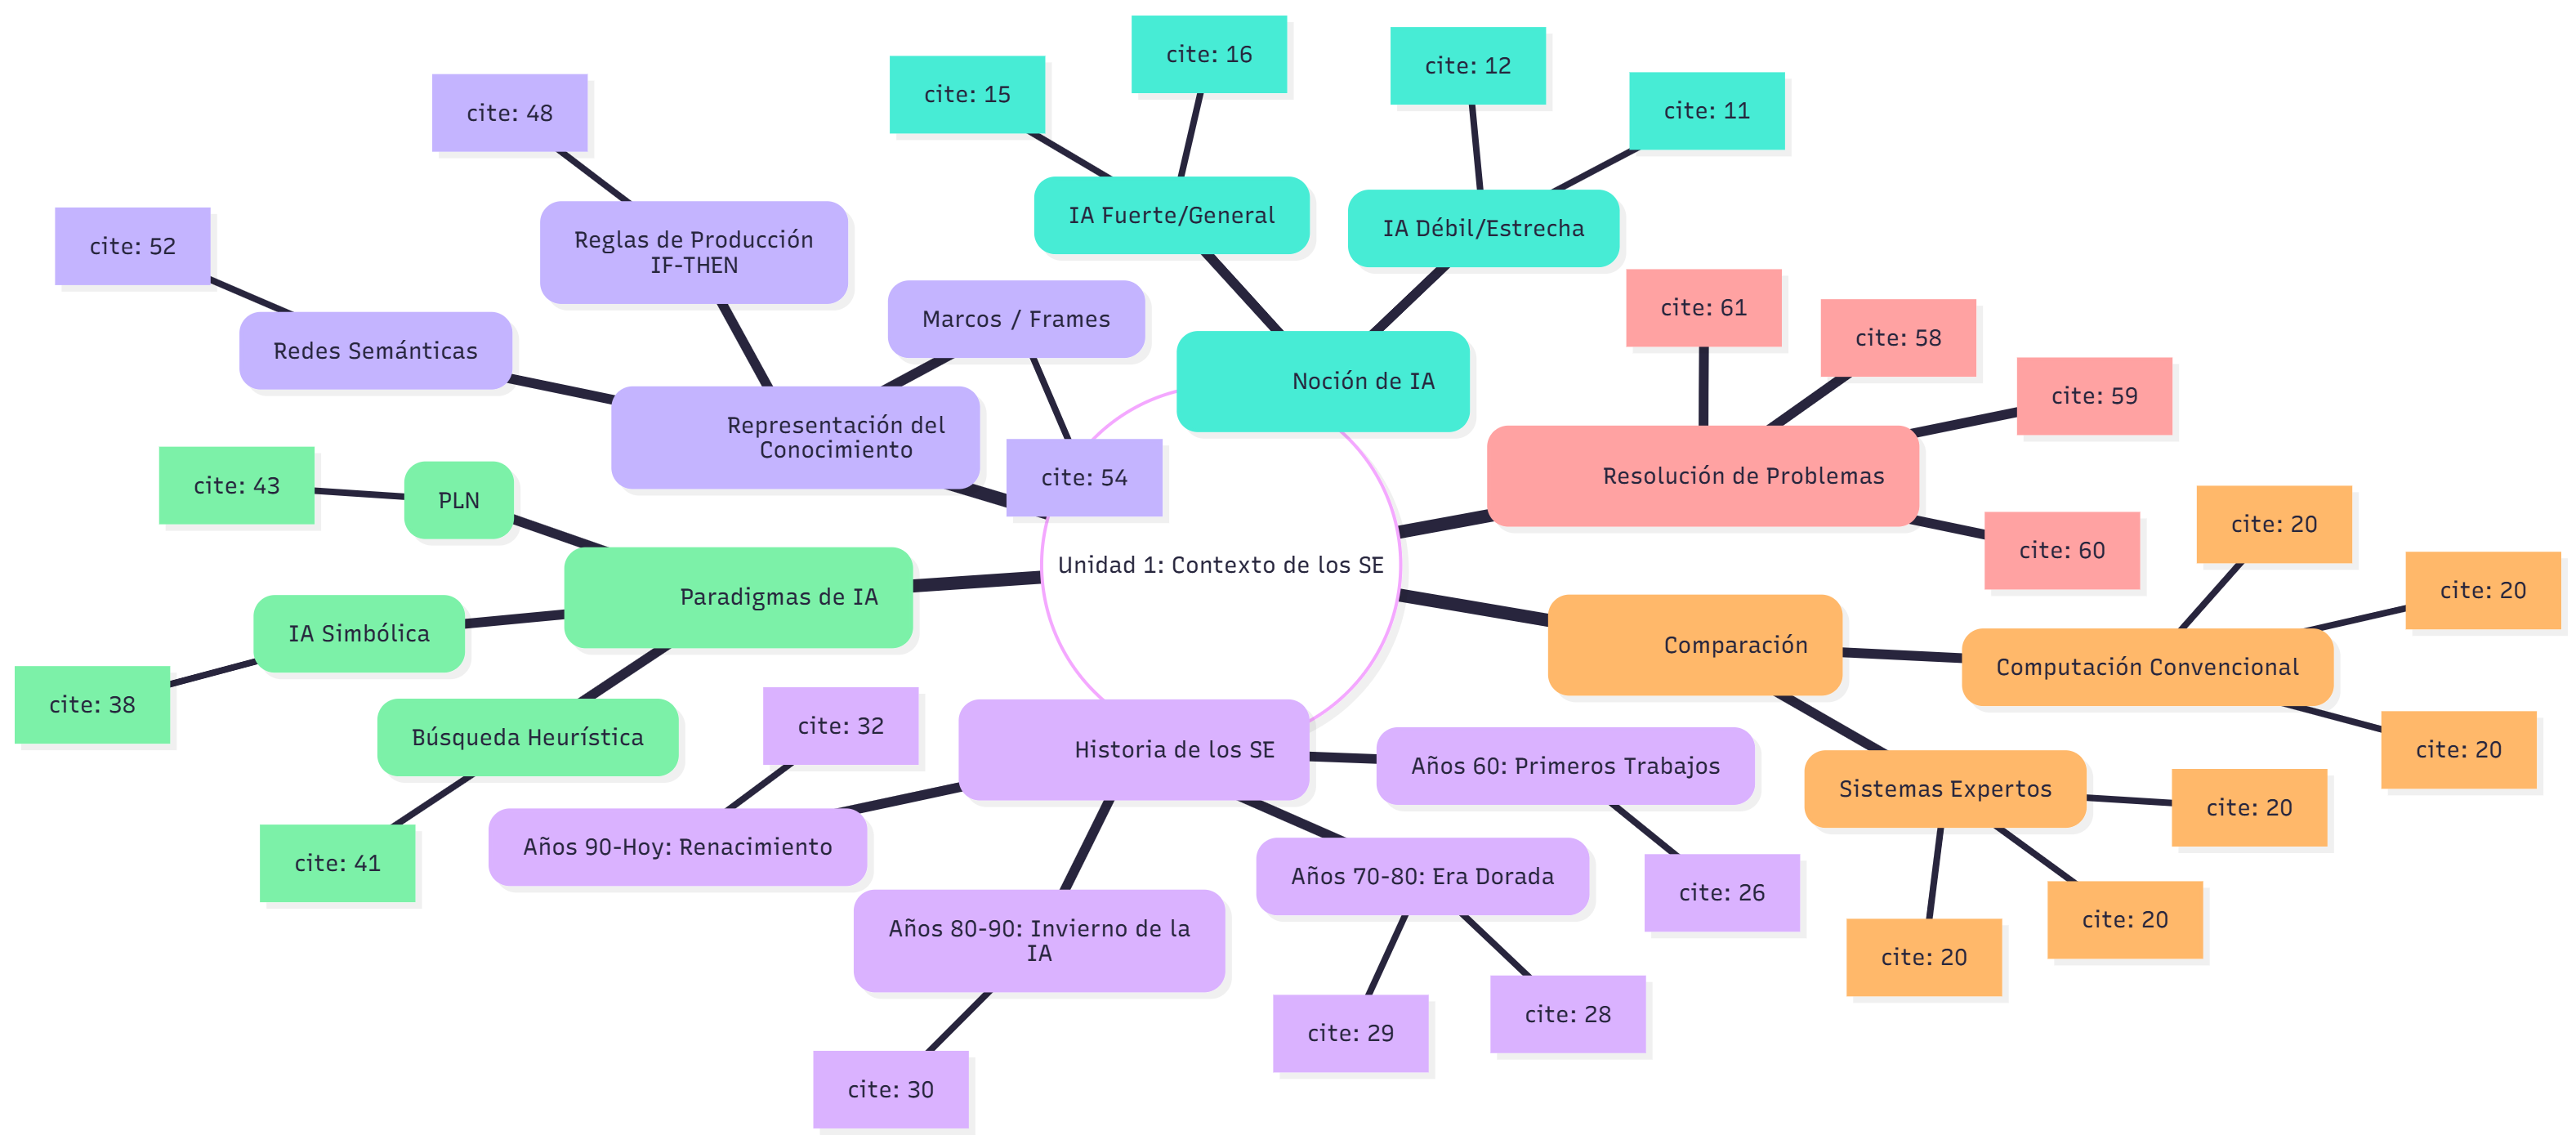 Unidad 1: Contexto de los SE
Noción de IA
IA Fuerte/General
cite: 15
cite: 16
IA Débil/Estrecha
cite: 12
cite: 11
Resolución de Problemas
cite: 61
cite: 58
cite: 59
cite: 60
Comparación
Computación Convencional
cite: 20
cite: 20
cite: 20
Sistemas Expertos
cite: 20
cite: 20
cite: 20
Historia de los SE
Años 60: Primeros Trabajos
cite: 26
Años 70-80: Era Dorada
cite: 28
cite: 29
Años 80-90: Invierno de la
IA
cite: 30
Años 90-Hoy: Renacimiento
cite: 32
Paradigmas de IA
Búsqueda Heurística
cite: 41
IA Simbólica
cite: 38
PLN
cite: 43
Representación del
Conocimiento
Redes Semánticas
cite: 52
Reglas de Producción
IF-THEN
cite: 48
Marcos / Frames
cite: 54